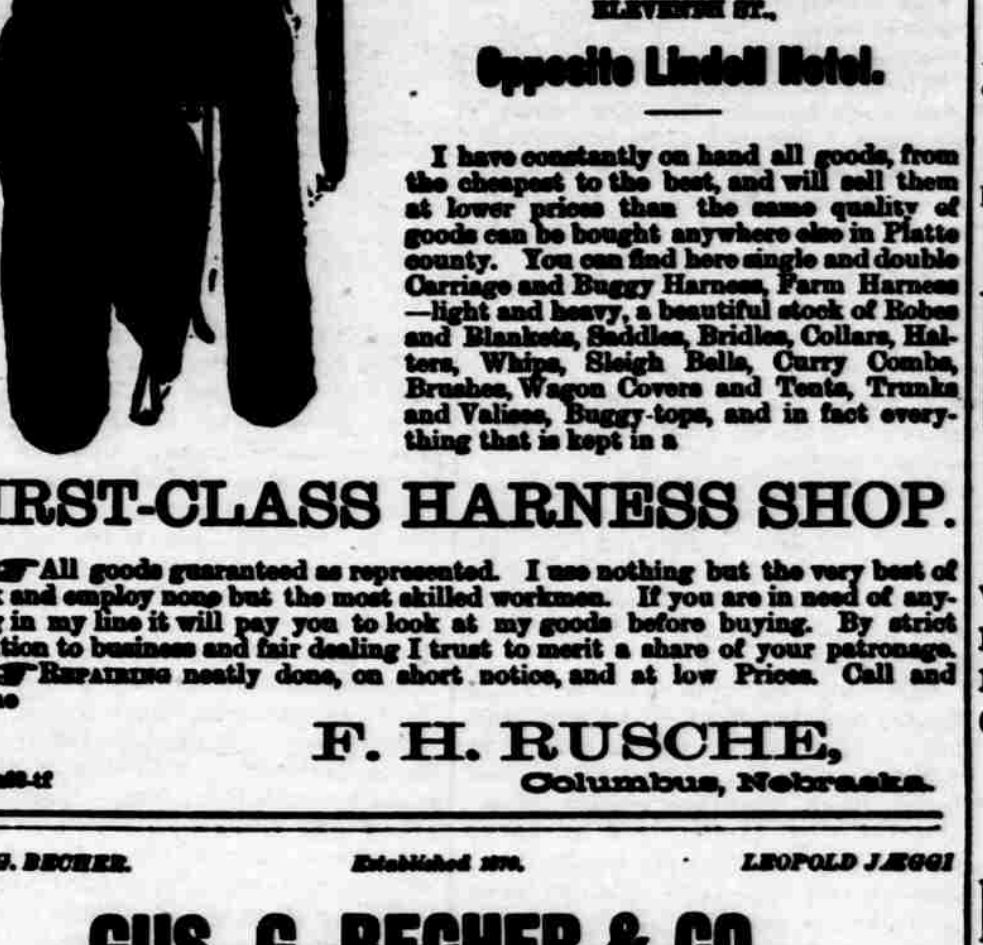 ELEVENTH ST.,
Opposite Lindell Hotel.
I have constantly on hand all goods, from
the cheapest to the best, and will sell them
at lower prices than the same quality of
goods can be bought anywhere else in Platte
county. You can find here single and double
Carriage and Buggy Harness, Farm Harness
—light and heavy, a beautiful stock of Robes
and Blankets, Saddles, Bridles, Collars, Hal-
ters, Whips, Sleigh Bells, Curry Combs,
Brushes, Wagon Covers and Tents, Trunks
and Valises, Buggy-tops, and in fact every-
thing that is kept in a
IRST-CLASS HARNESS SHOP.
All goods guaranteed as represented. I use nothing but the very best of
and employ none but the most skilled workmen. If you are in need of any-
in my line it will pay you to look at my goods before buying. By strict
tion to business and fair dealing I trust to merit a share of your patronage.
REPAIRING neatly done, on short notice, and at low Prices. Call and
F. H. RUSCHE,
Columbus, Nebraska.
G. BECHER. Established 1870. LEOPOLD JÆGGI
GUS. G. BECHER & CO